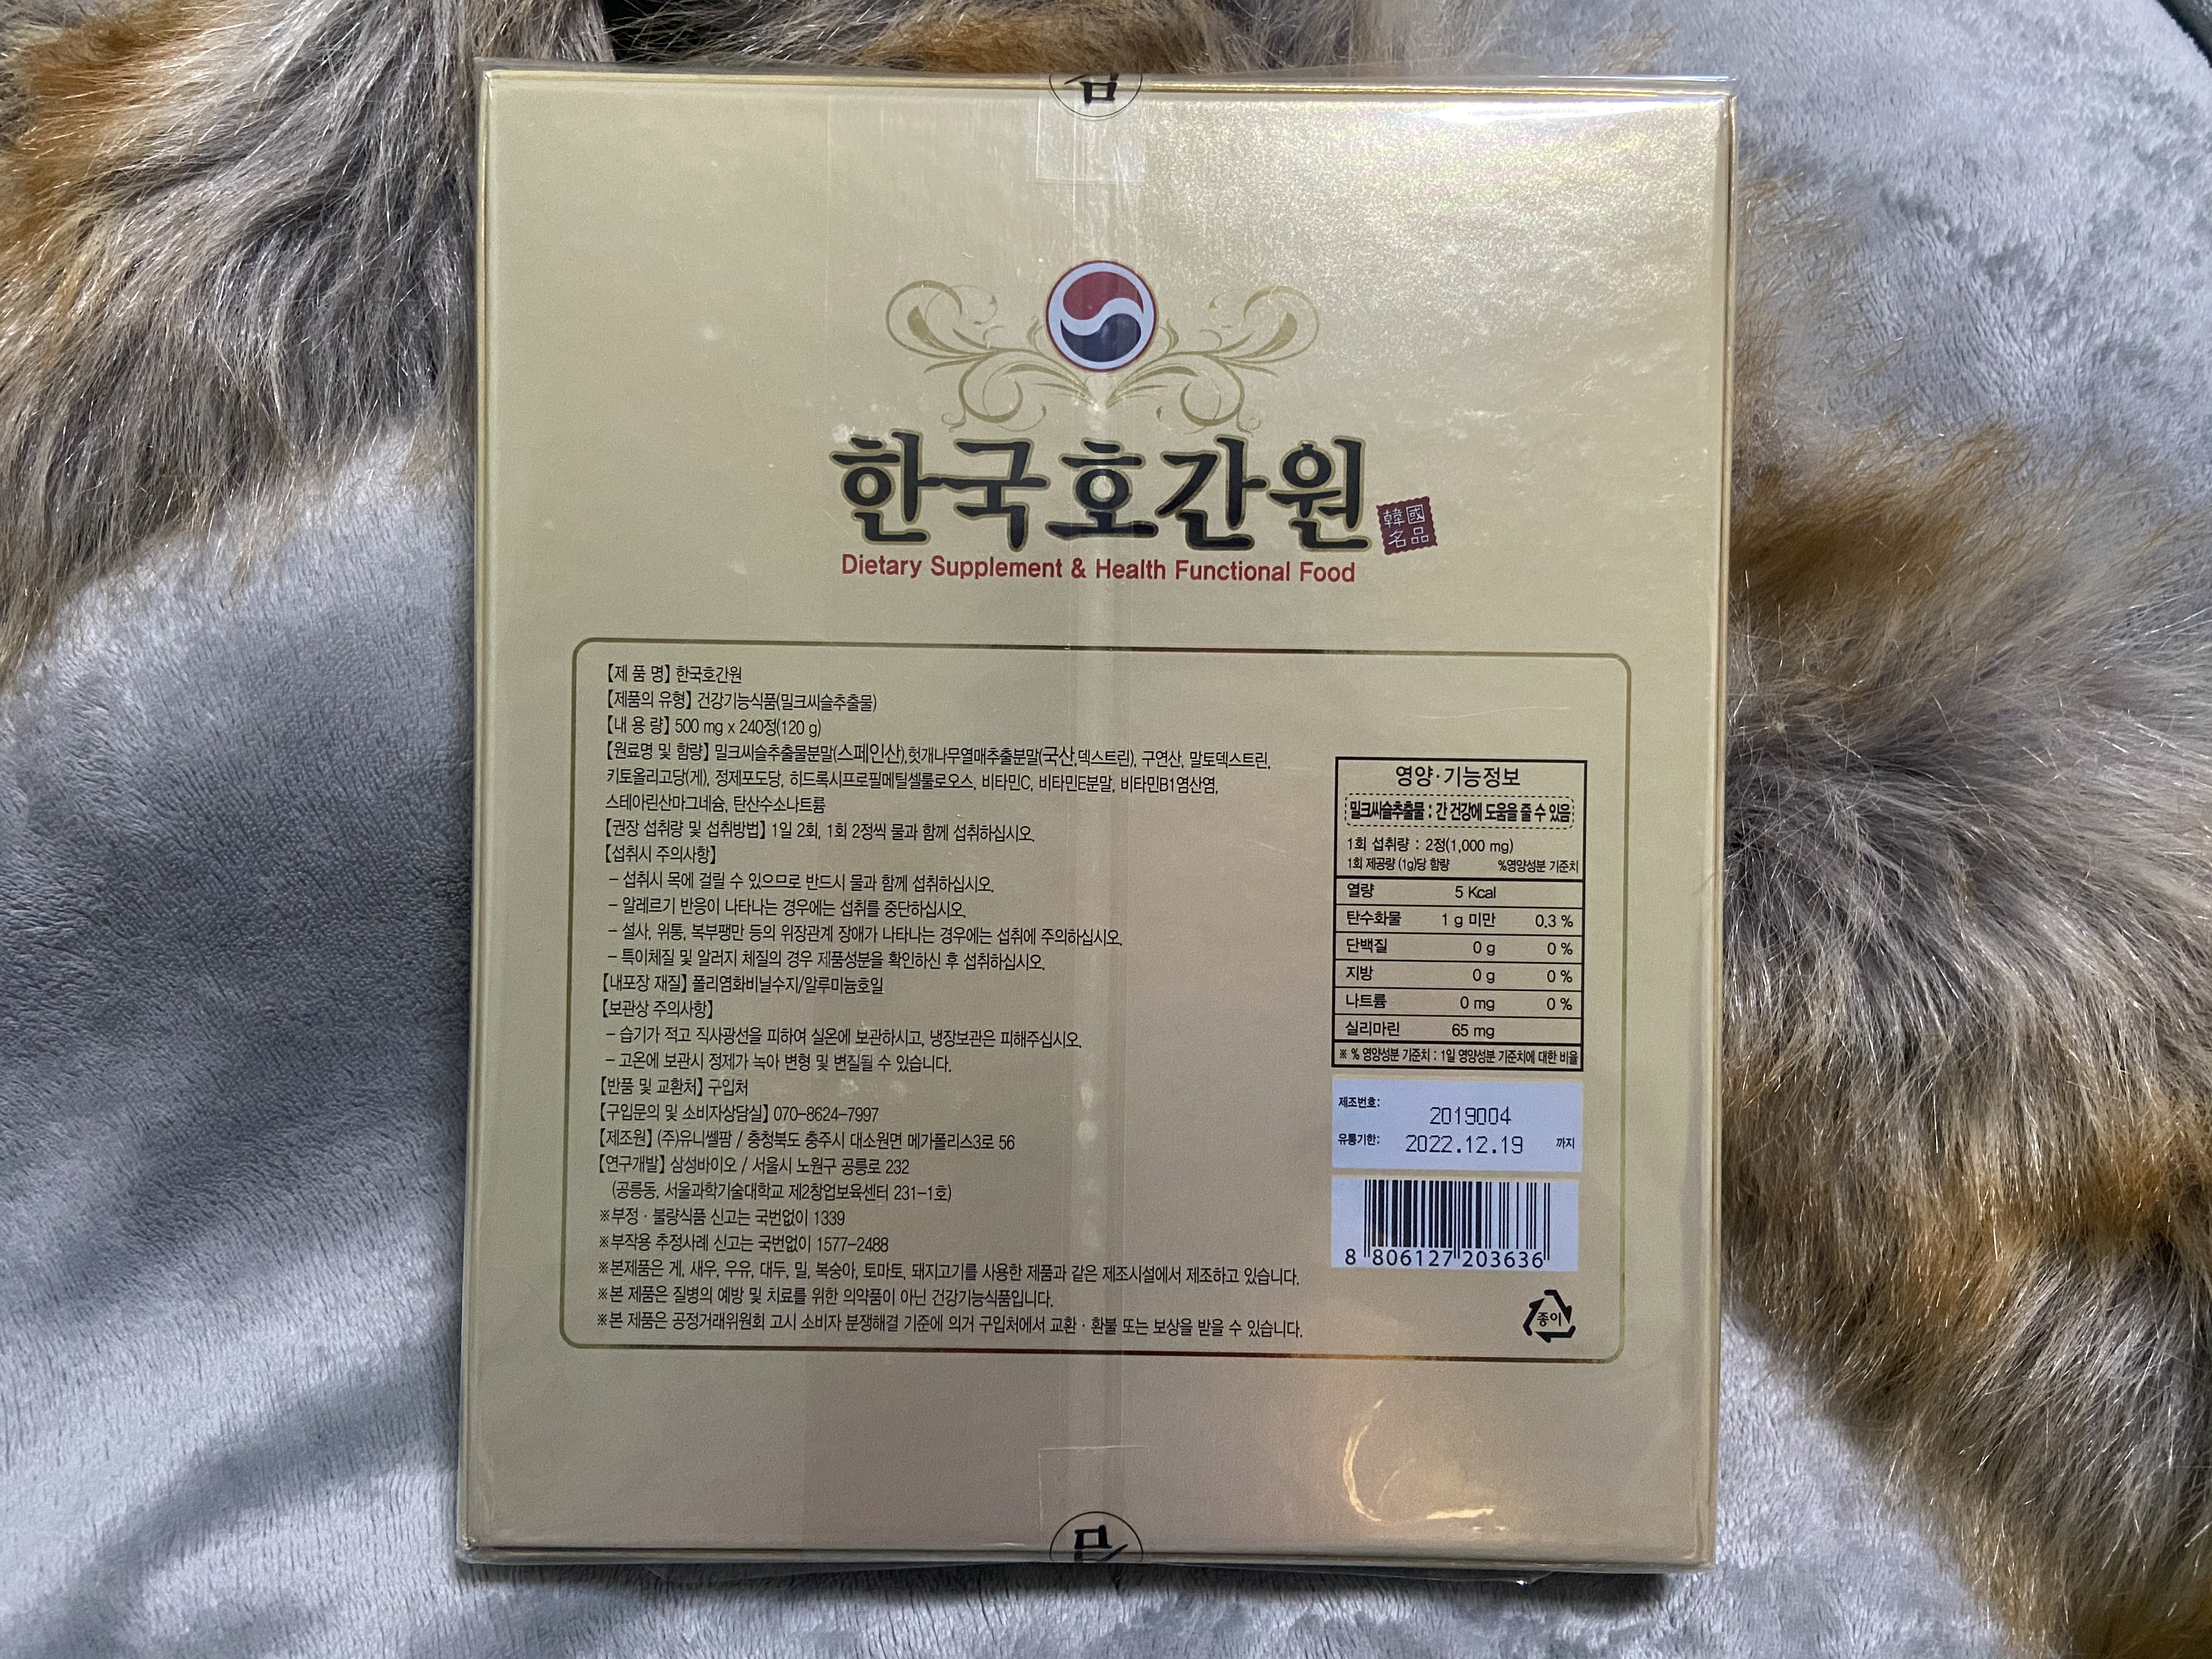 한국호간원
韓國
名品
Dietary Supplement & Health Functional Food
【제 품 명】 한국호간원
【제품의 유형】 건강기능식품(밀크씨슬추출물)
【내 용 량】 500 mg x 240정(120 g)
【원료명 및 함량】 밀크씨슬추출물분말(스페인산),헛개나무열매추출분말(국산,덱스트린), 구연산, 말토덱스트린,
키토올리고당(게), 정제포도당, 히드록시프로필메틸셀룰로오스, 비타민C, 비타민E분말, 비타민B1염산염,
스테아린산마그네슘, 탄산수소나트륨
【권장 섭취량 및 섭취방법】 1일 2회, 1회 2정씩 물과 함께 섭취하십시오.
【섭취시 주의사항】
- 섭취시 목에 걸릴 수 있으므로 반드시 물과 함께 섭취하십시오.
- 알레르기 반응이 나타나는 경우에는 섭취를 중단하십시오.
- 설사, 위통, 복부팽만 등의 위장관계 장애가 나타나는 경우에는 섭취에 주의하십시오.
- 특이체질 및 알러지 체질의 경우 제품성분을 확인하신 후 섭취하십시오.
【내포장 재질】 폴리염화비닐수지/알루미늄호일
【보관상 주의사항】
- 습기가 적고 직사광선을 피하여 실온에 보관하시고, 냉장보관은 피해주십시오.
- 고온에 보관시 정제가 녹아 변형 및 변질될 수 있습니다.
【반품 및 교환처】 구입처
【구입문의 및 소비자상담실】 070-8624-7997
【제조원】 (주)유니쎌팜 / 충청북도 충주시 대소원면 메가폴리스3로 56
【연구개발】 삼성바이오 / 서울시 노원구 공릉로 232
(공릉동, 서울과학기술대학교 제2창업보육센터 231-1호)
※부정 · 불량식품 신고는 국번없이 1339
※부작용 추정사례 신고는 국번없이 1577-2488
※본제품은 게, 새우, 우유, 대두, 밀, 복숭아, 토마토, 돼지고기를 사용한 제품과 같은 제조시설에서 제조하고 있습니다.
※본 제품은 질병의 예방 및 치료를 위한 의약품이 아닌 건강기능식품입니다.
※본 제품은 공정거래위원회 고시 소비자 분쟁해결 기준에 의거 구입처에서 교환 · 환불 또는 보상을 받을 수 있습니다.
영양·기능정보
밀크씨슬추출물 : 간 건강에 도움을 줄 수 있음
1회 섭취량 : 2정(1,000 mg)
1회 제공량 (1g)당 함량 %영양성분 기준치
열량 5 Kcal
탄수화물 1 g 미만 0.3 %
단백질 0 g 0 %
지방 0 g 0 %
나트륨 0 mg 0 %
실리마린 65 mg
※ % 영양성분 기준치 : 1일 영양성분 기준치에 대한 비율
제조번호: 2019004
유통기한: 2022.12.19 까지
8 806127 203636
종이